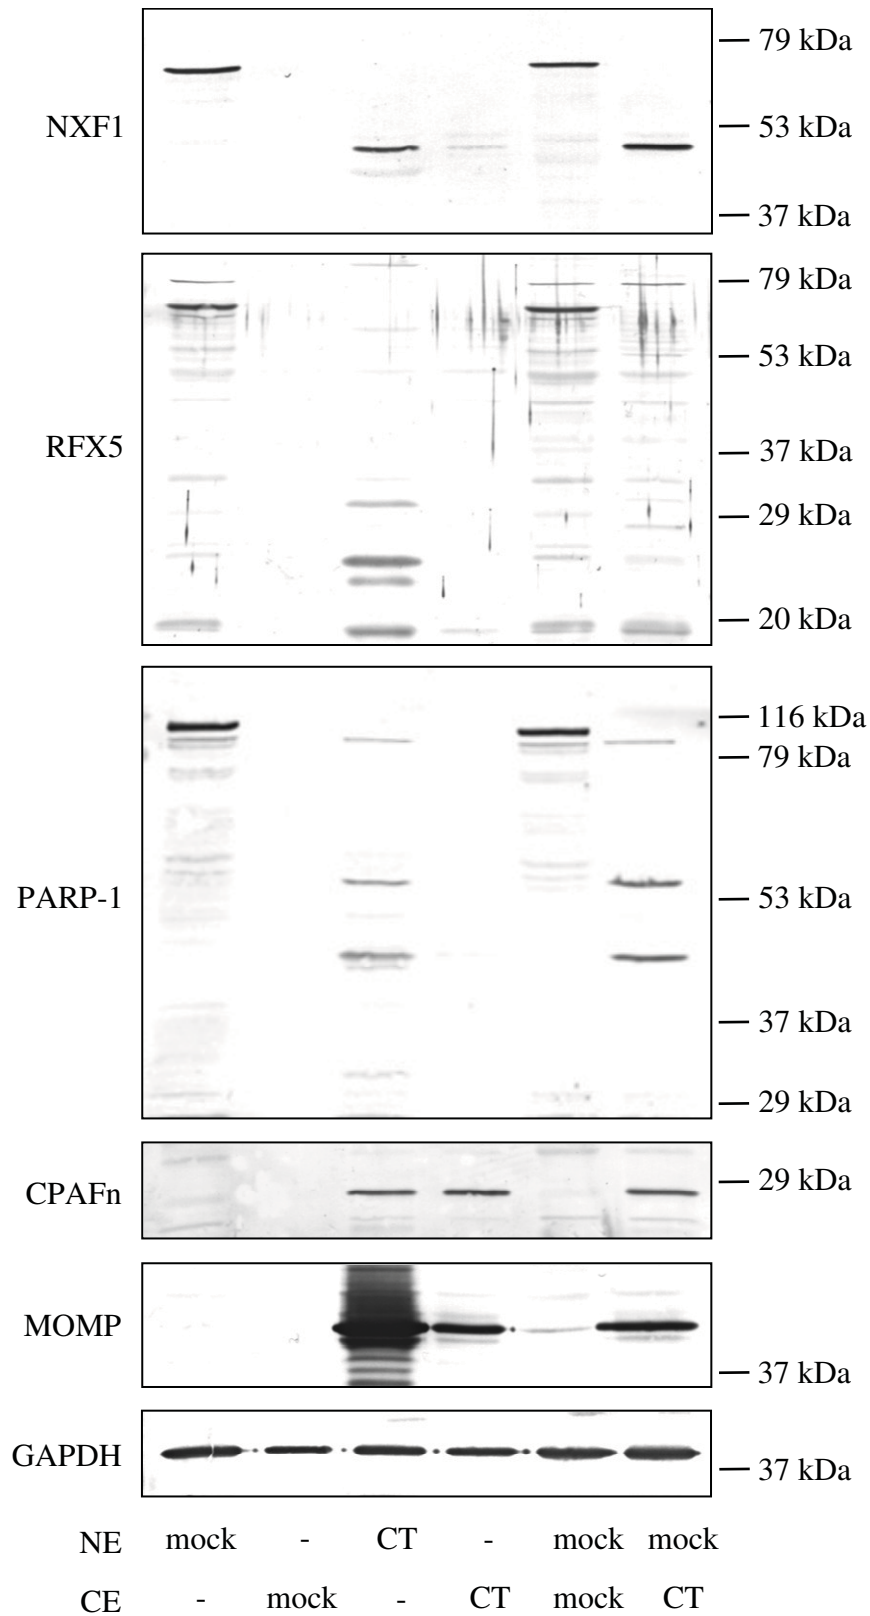 79 kDa
NXF1
53 kDa
37 kDa
79 kDa
53 kDa
RFX5
37 kDa
29 kDa
20 kDa
116 kDa
79 kDa
PARP-1
53 kDa
37 kDa
29 kDa
CPAFn
29 kDa
MOMP
37 kDa
GAPDH
37 kDa
NE mock - CT - mock mock
CE - mock - CT mock CT